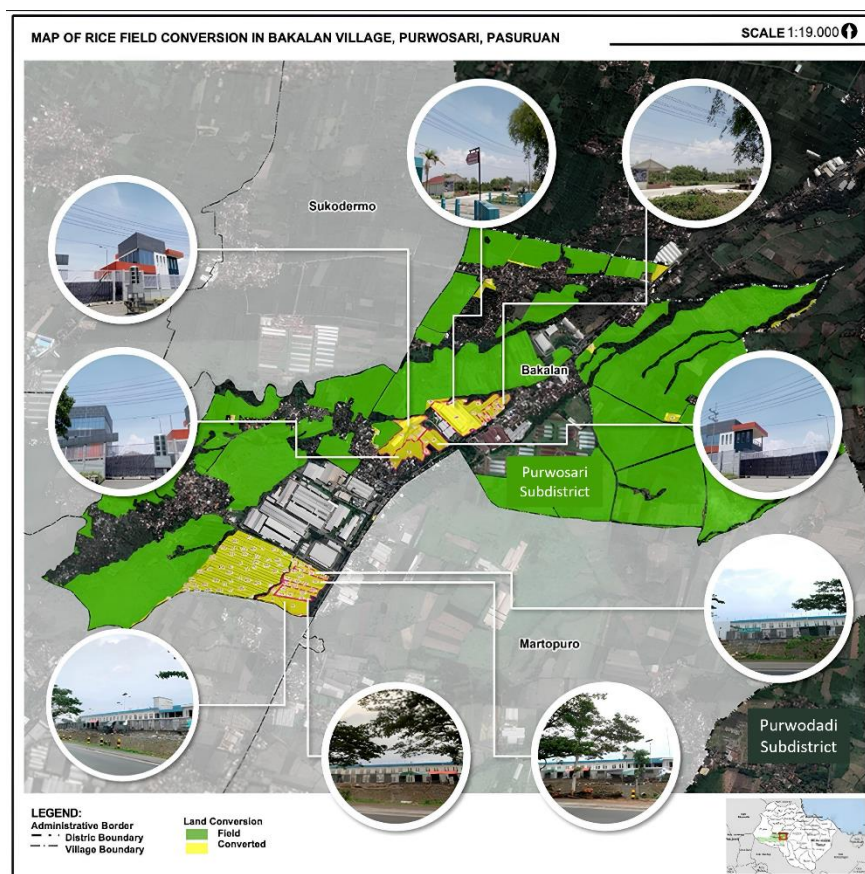 MAP OF RICE FIELD CONVERSION IN BAKALAN VILLAGE, PURWOSARI, PASURUAN
SCALE 1:19.000
Sukodermo
Bakalan
Purwosari
Subdistrict
Martopuro
Purwodadi
Subdistrict
LEGEND:
Administrative Border
Distric Boundary
Village Boundary
Land Conversion
Field
Converted